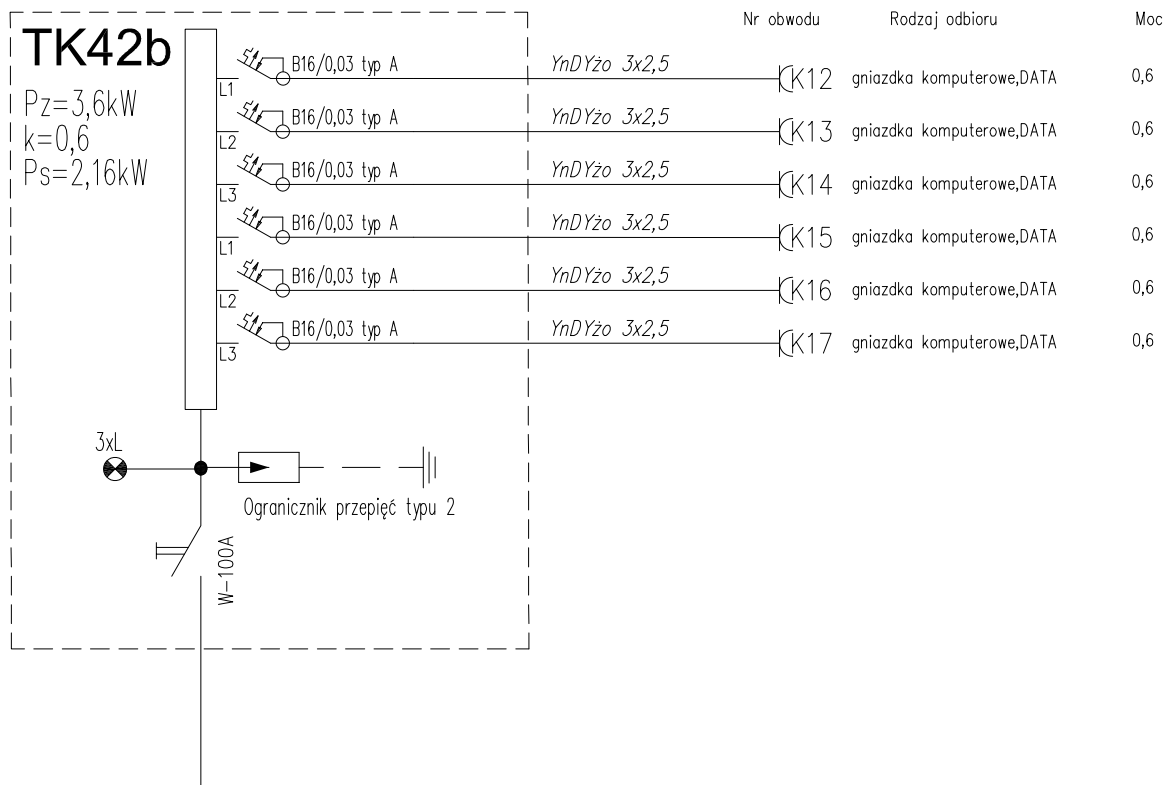 Nr obwodu Rodzaj odbioru Moc
TK42b
Pz=3,6kW
k=0,6
Ps=2,16kW
L1 B16/0,03 typ A YnDYżo 3x2,5 K12 gniazdka komputerowe,DATA 0,6
L2 B16/0,03 typ A YnDYżo 3x2,5 K13 gniazdka komputerowe,DATA 0,6
L3 B16/0,03 typ A YnDYżo 3x2,5 K14 gniazdka komputerowe,DATA 0,6
L1 B16/0,03 typ A YnDYżo 3x2,5 K15 gniazdka komputerowe,DATA 0,6
L2 B16/0,03 typ A YnDYżo 3x2,5 K16 gniazdka komputerowe,DATA 0,6
L3 B16/0,03 typ A YnDYżo 3x2,5 K17 gniazdka komputerowe,DATA 0,6
3xL
Ogranicznik przepięć typu 2
W-100A